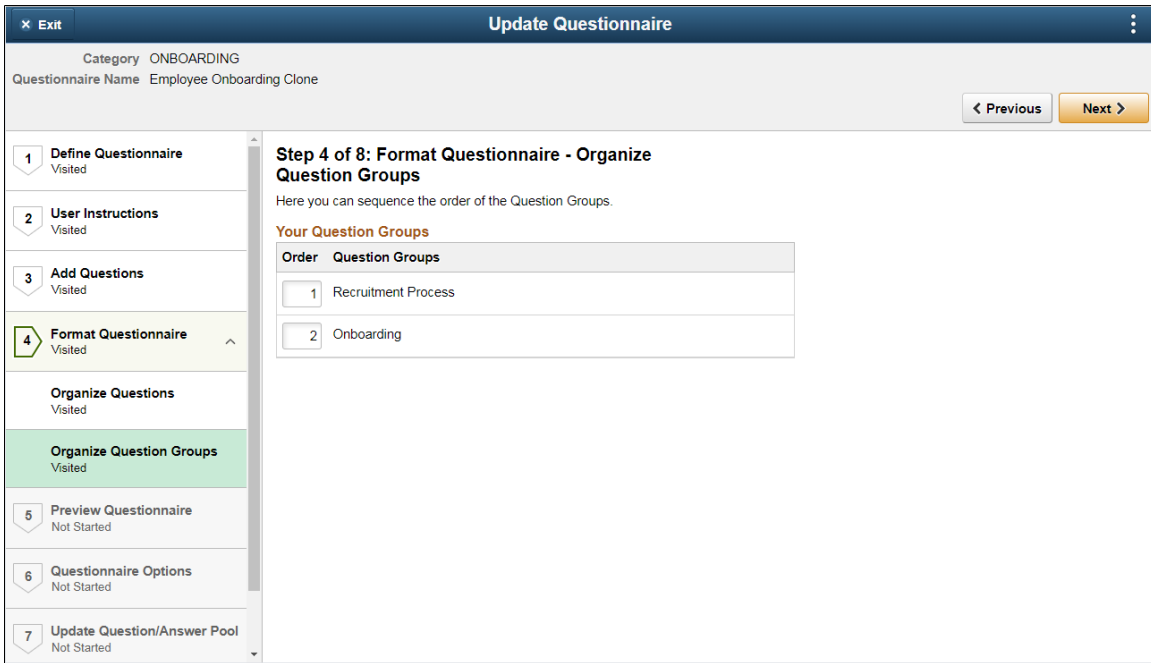 × Exit
Update Questionnaire
Category ONBOARDING
Questionnaire Name Employee Onboarding Clone
Previous
Next
1 Define Questionnaire
Visited
2 User Instructions
Visited
3 Add Questions
Visited
4 Format Questionnaire
Visited
Organize Questions
Visited
Organize Question Groups
Visited
5 Preview Questionnaire
Not Started
6 Questionnaire Options
Not Started
7 Update Question/Answer Pool
Not Started
Step 4 of 8: Format Questionnaire - Organize
Question Groups
Here you can sequence the order of the Question Groups.
Your Question Groups
Order Question Groups
1 Recruitment Process
2 Onboarding